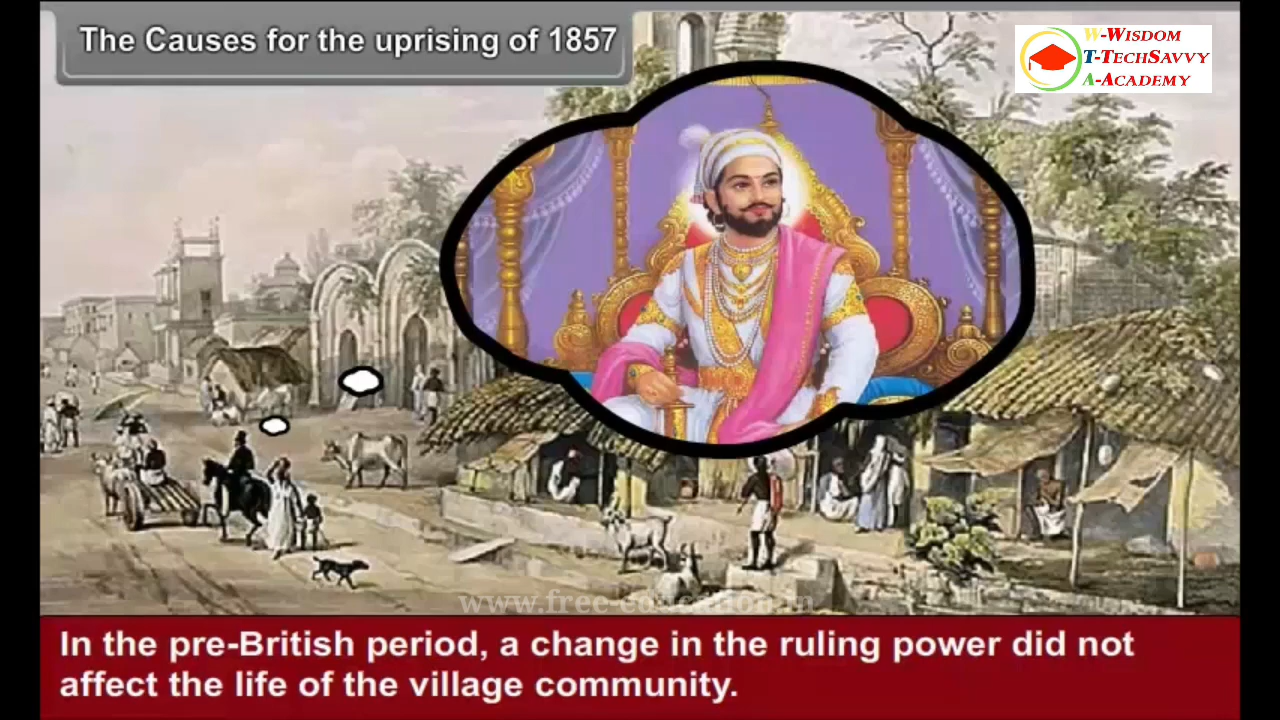 The Causes for the uprising of 1857
W-Wisdom
T-TechSavvy
A-Academy
In the pre-British period, a change in the ruling power did not
affect the life of the village community.